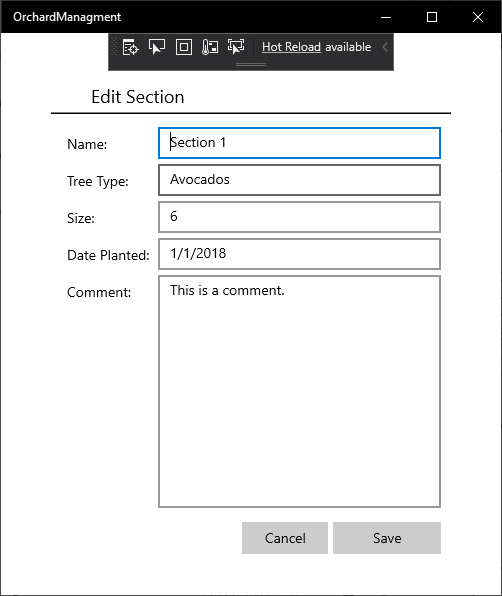 OrchardManagment
Hot Reload available
Edit Section
Name: Section 1
Tree Type: Avocados
Size: 6
Date Planted: 1/1/2018
Comment: This is a comment.
Cancel Save